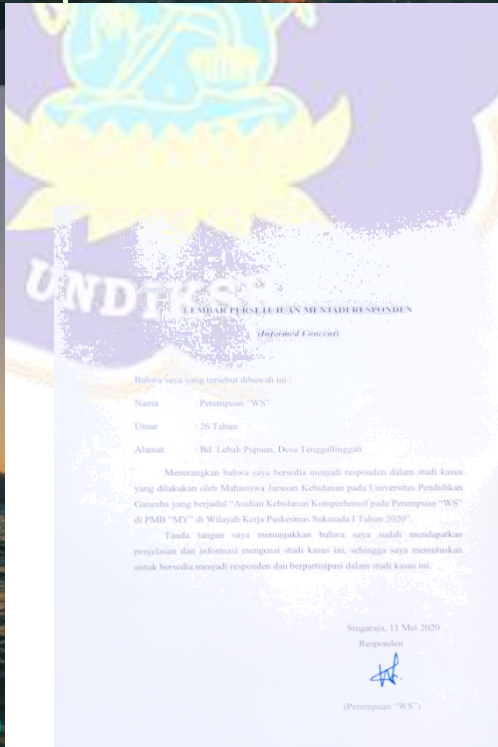 UNDIKSH
LEMBAR PERSETUJUAN MENJADI RESPONDEN
(Informed Concent)
Bahwa saya yang tersebut dibawah ini :
Nama : Perempuan "WS"
Umur : 26 Tahun
Alamat : Bd. Lebah Pupuan, Desa Tenggallinggah
Menerangkan bahwa saya bersedia menjadi responden dalam studi kasus
yang dilakukan oleh Mahasiswa Jurusan Kebidanan pada Universitas Pendidikan
Ganesha yang berjudul "Asuhan Kebidanan Komperhensif pada Perempuan "WS"
di PMB "MY" di Wilayah Kerja Puskesmas Sukasada I Tahun 2020".
Tanda tangan saya menunjukkan bahwa saya sudah mendapatkan
penjelasan dan informasi mengenai studi kasus ini, sehingga saya memutuskan
untuk bersedia menjadi responden dan berpartisipasi dalam studi kasus ini.
Singaraja, 11 Mei 2020
Responden
(Perempuan "WS")